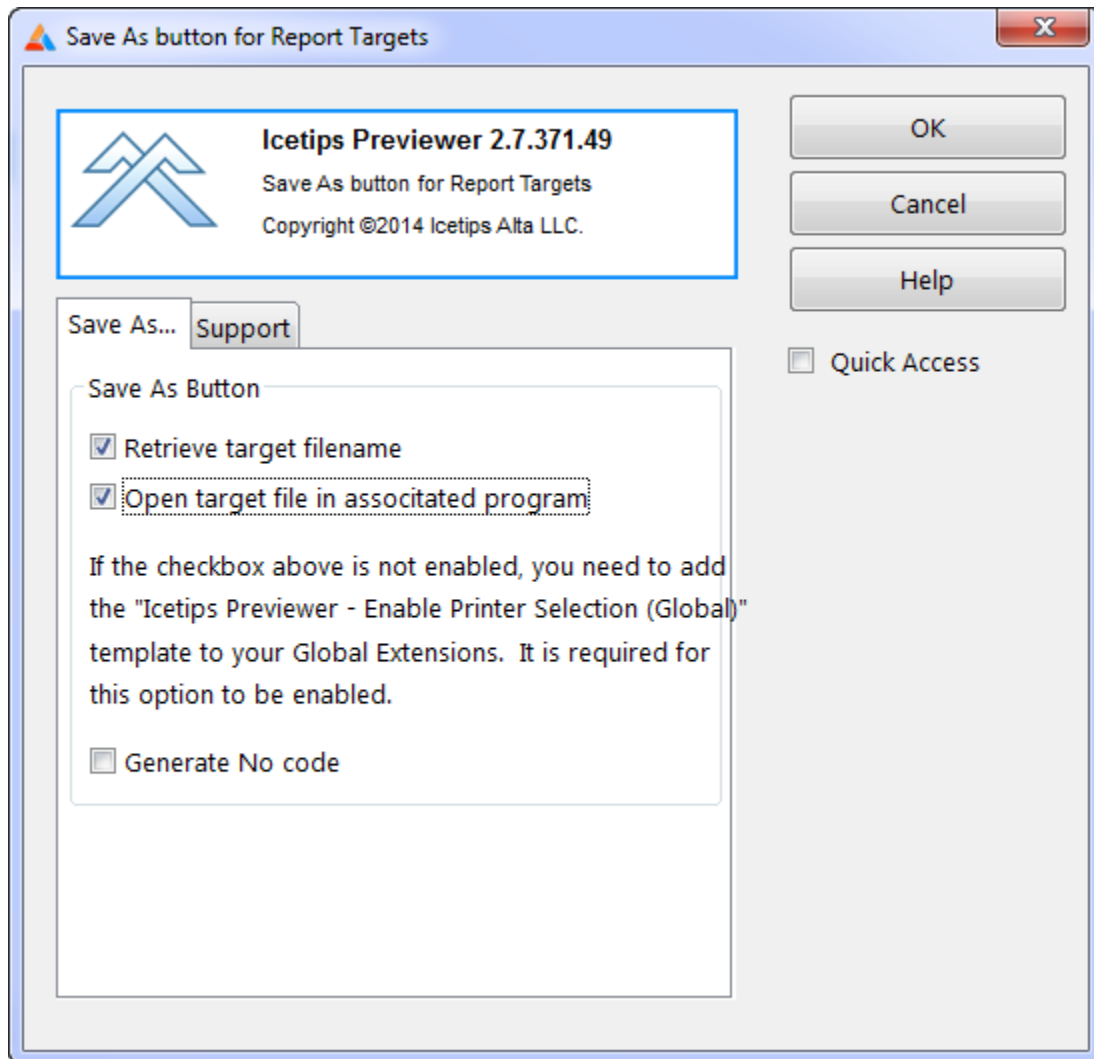 Save As button for Report Targets
X
Icetips Previewer 2.7.371.49
Save As button for Report Targets
Copyright ©2014 Icetips Alta LLC.
OK
Cancel
Help
Quick Access
Save As...
Support
Save As Button
Retrieve target filename
Open target file in associtated program
If the checkbox above is not enabled, you need to add
the "Icetips Previewer - Enable Printer Selection (Global)"
template to your Global Extensions.  It is required for
this option to be enabled.
Generate No code